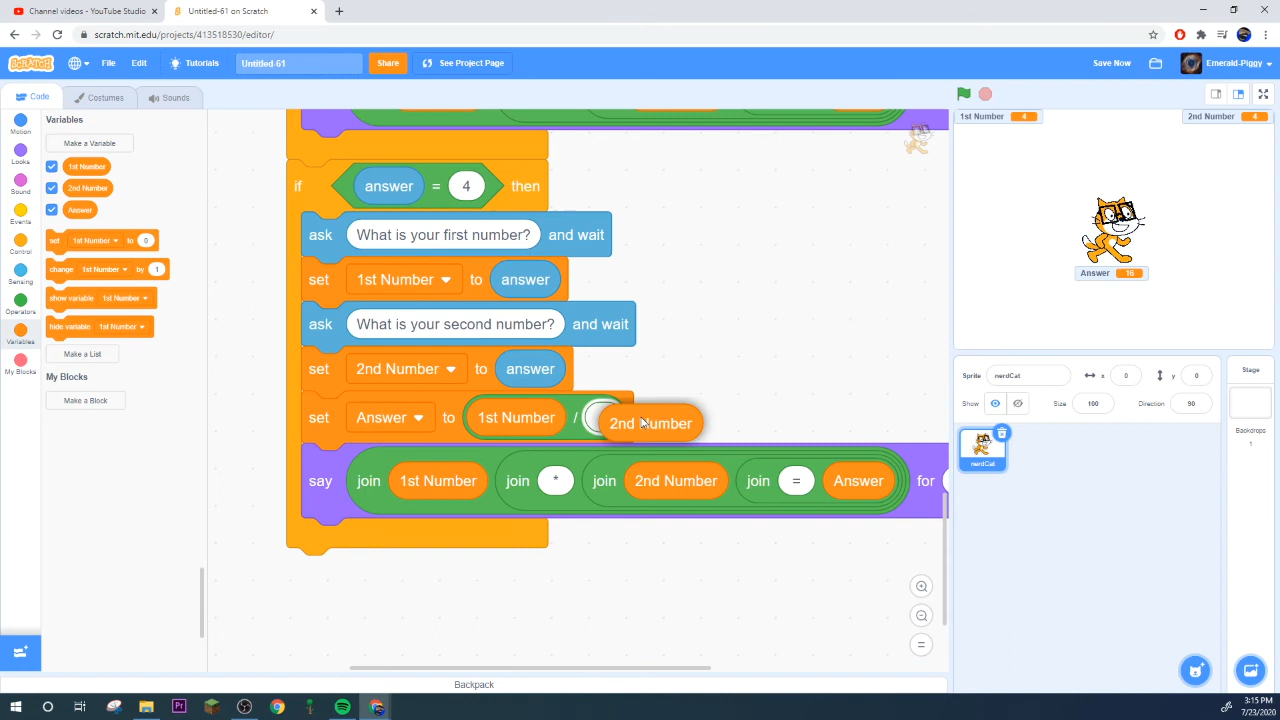 Channel videos - YouTube Studio
Untitled-61 on Scratch
scratch.mit.edu/projects/413518530/editor/
SCRATCH
File
Edit
Tutorials
Untitled-61
Share
See Project Page
Save Now
Emerald-Piggy
Code
Costumes
Sounds
Motion
Looks
Sound
Events
Control
Sensing
Operators
Variables
My Blocks
Variables
Make a Variable
1st Number
2nd Number
Answer
set 1st Number to 0
change 1st Number by 1
show variable 1st Number
hide variable 1st Number
Make a List
My Blocks
Make a Block
if answer = 4 then
ask What is your first number? and wait
set 1st Number to answer
ask What is your second number? and wait
set 2nd Number to answer
set Answer to 1st Number / 2nd Number
say join 1st Number join * join 2nd Number join = Answer for
Backpack
1st Number 4
2nd Number 4
Answer 16
Sprite nerdCat x 0 y 0
Show Size 100 Direction 90
nerdCat
Stage
Backdrops
1
3:15 PM
7/23/2020